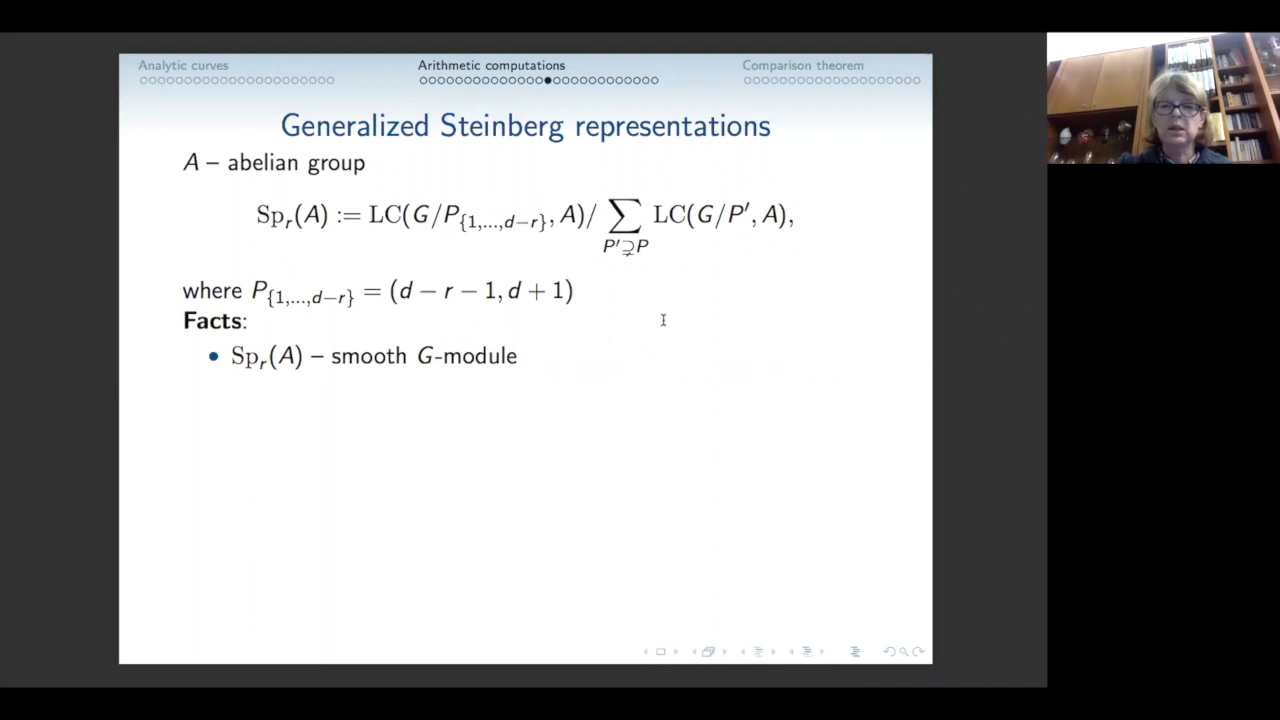 Analytic curves Arithmetic computations Comparison theorem
Generalized Steinberg representations
A – abelian group
Sp_r(A) := LC(G/P_{1,…,d−r}, A)/ ∑_{P′⊋P} LC(G/P′, A),
where P_{1,…,d−r} = (d − r − 1, d + 1)
Facts:
• Sp_r(A) – smooth G-module